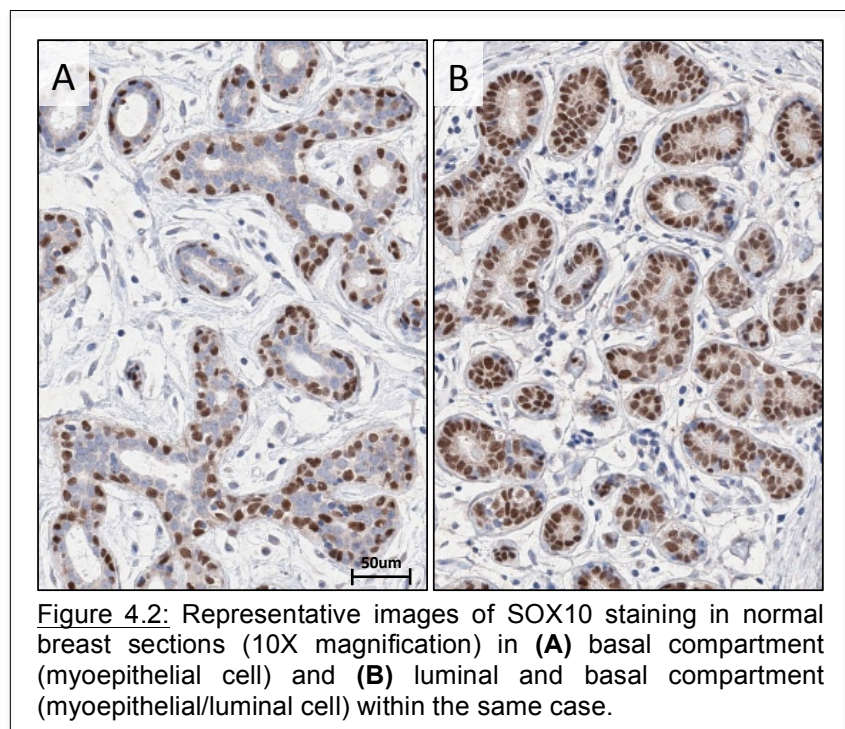 A
B
50um
Figure 4.2: Representative images of SOX10 staining in normal
breast sections (10X magnification) in (A) basal compartment
(myoepithelial cell) and (B) luminal and basal compartment
(myoepithelial/luminal cell) within the same case.